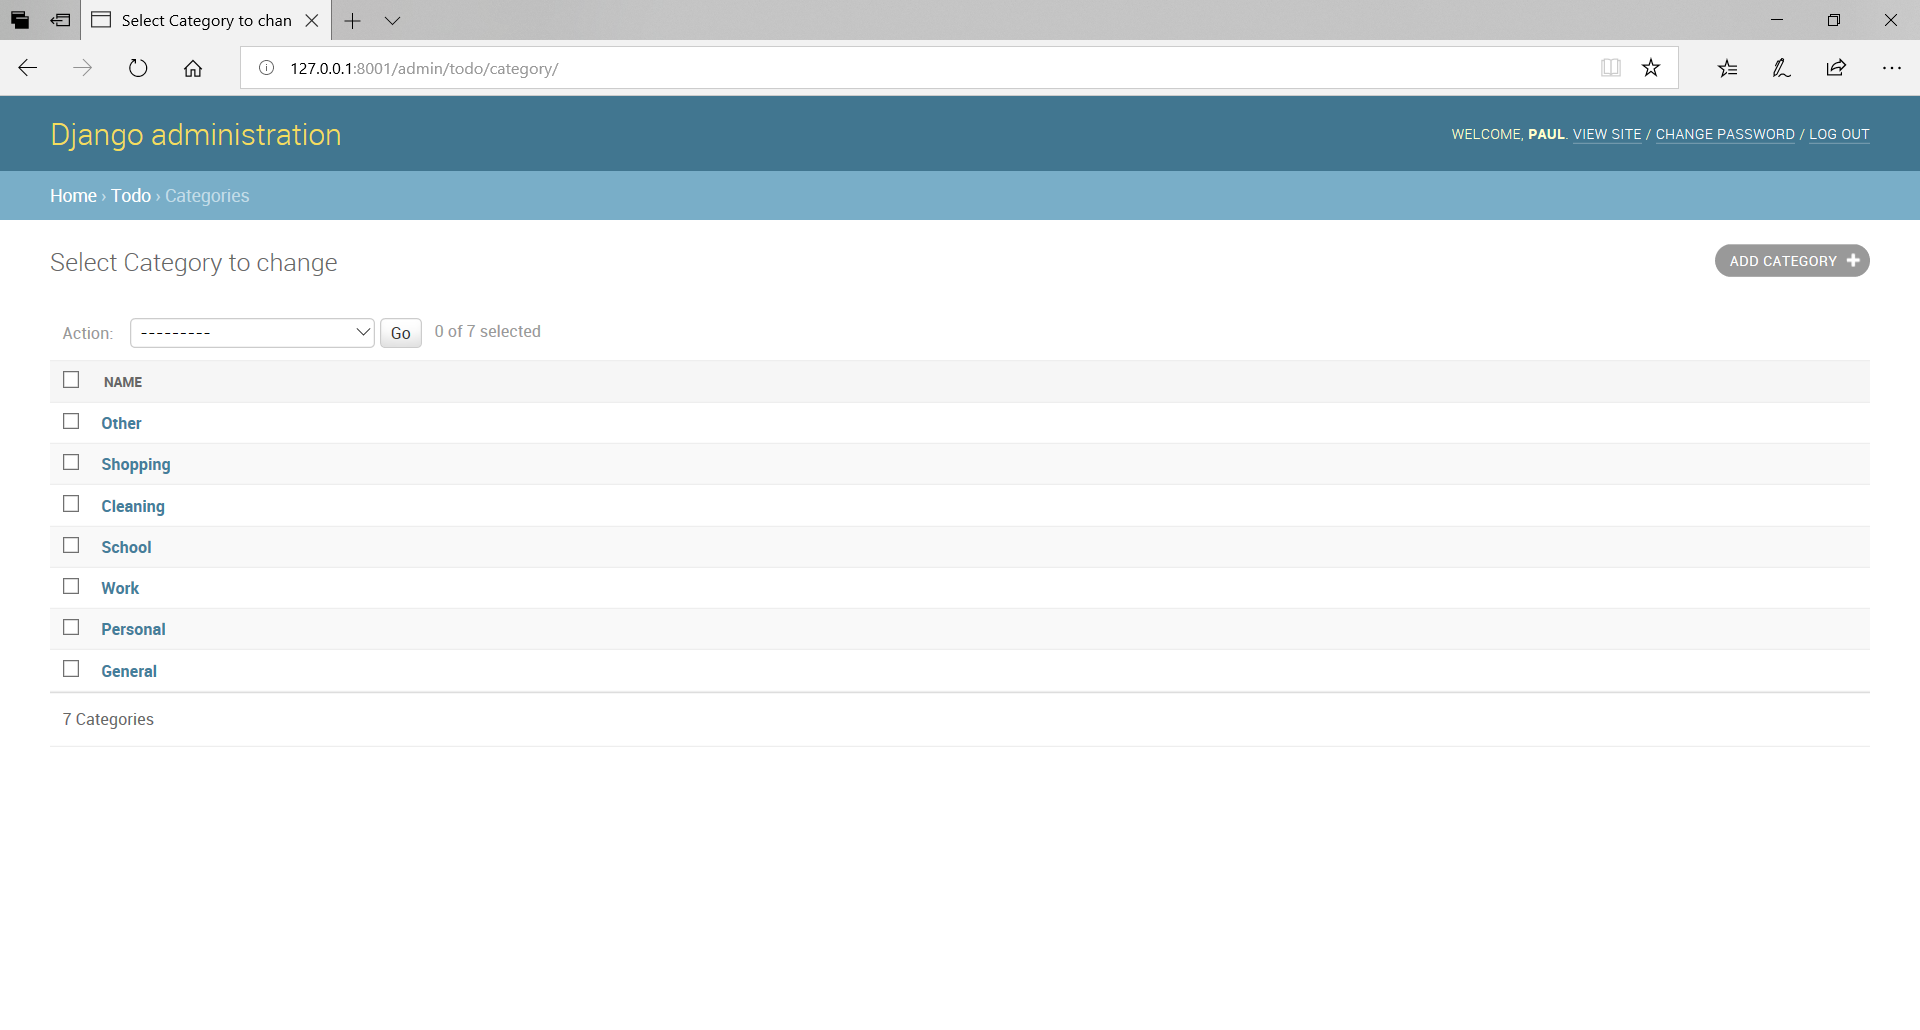 Select Category to chan
127.0.0.1:8001/admin/todo/category/
Django administration
WELCOME, PAUL. VIEW SITE / CHANGE PASSWORD / LOG OUT
Home › Todo › Categories
Select Category to change
ADD CATEGORY
Action: --------- Go 0 of 7 selected
NAME
Other
Shopping
Cleaning
School
Work
Personal
General
7 Categories